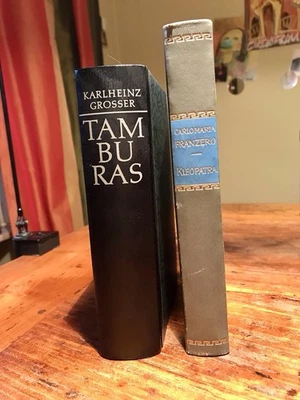 KARLHEINZ
GROSSER
TAM
BU
RAS
CARLO MARIA
FRANZERO
KLEOPATRA